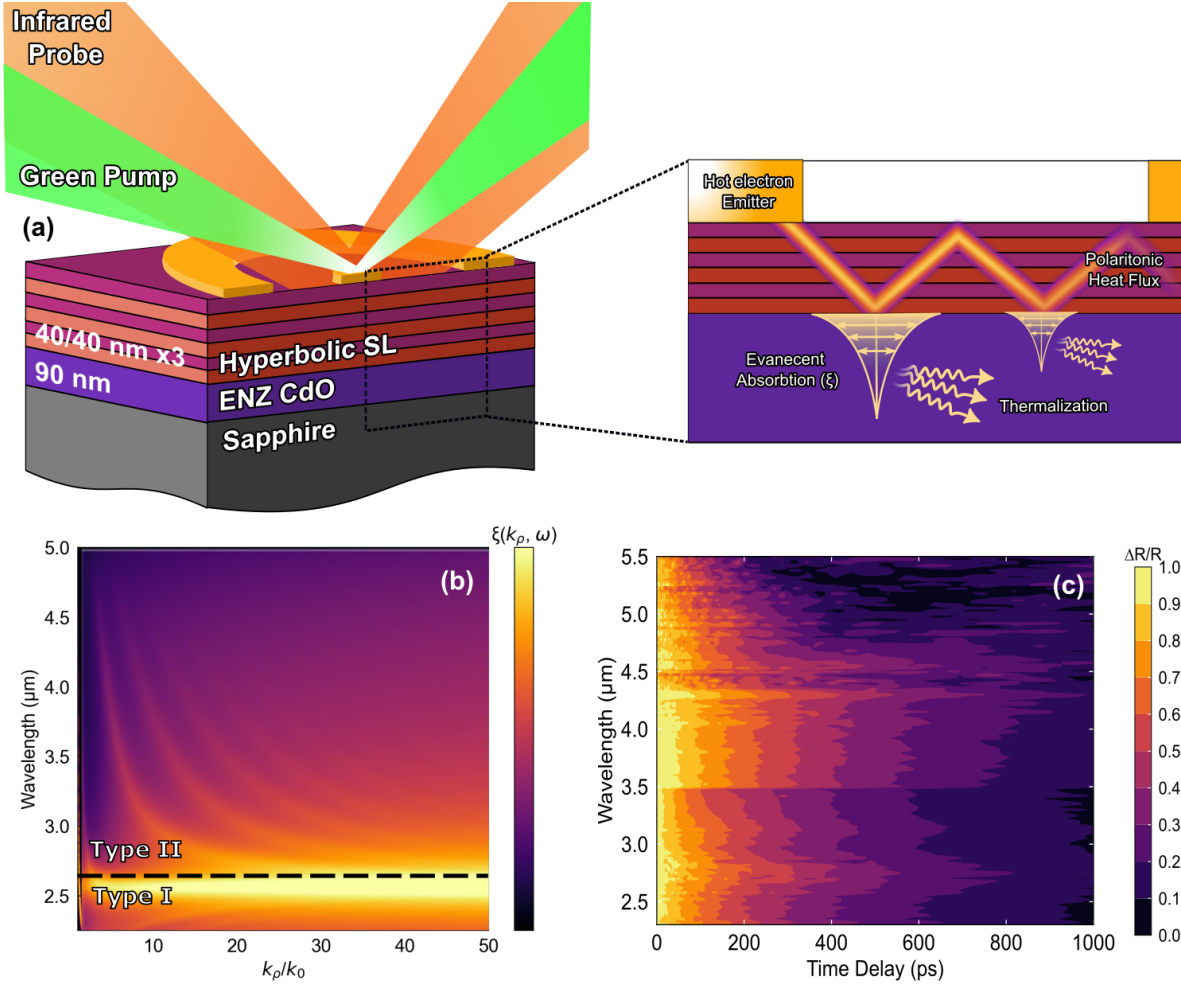 Infrared
Probe
Green Pump
(a)
40/40 nm x3
90 nm
Hyperbolic SL
ENZ CdO
Sapphire
Hot electron
Emitter
Polaritonic
Heat Flux
Evanecent
Absorbtion (ξ)
Thermalization
ξ(kρ, ω)
(b)
5.0
4.5
4.0
3.5
3.0
2.5
Wavelength (μm)
Type II
Type I
10
20
30
40
50
kρ/k0
ΔR/R
(c)
5.5
5.0
4.5
4.0
3.5
3.0
2.5
Wavelength (μm)
0
200
400
600
800
1000
Time Delay (ps)
1.0
0.9
0.8
0.7
0.6
0.5
0.4
0.3
0.2
0.1
0.0